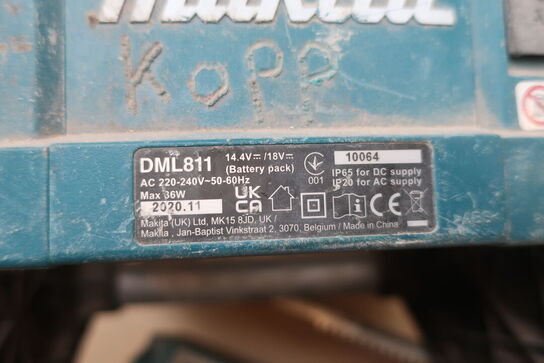 Makita
Kopp
DML811 14.4V⎓/18V⎓ (Battery pack) 001 10064
AC 220-240V~50-60Hz
Max 36W
IP65 for DC supply
IP20 for AC supply
2020.11
UK CA
CE
Makita (UK) Ltd, MK15 8JD, UK /
Makita, Jan-Baptist Vinkstraat 2, 3070, Belgium / Made in China